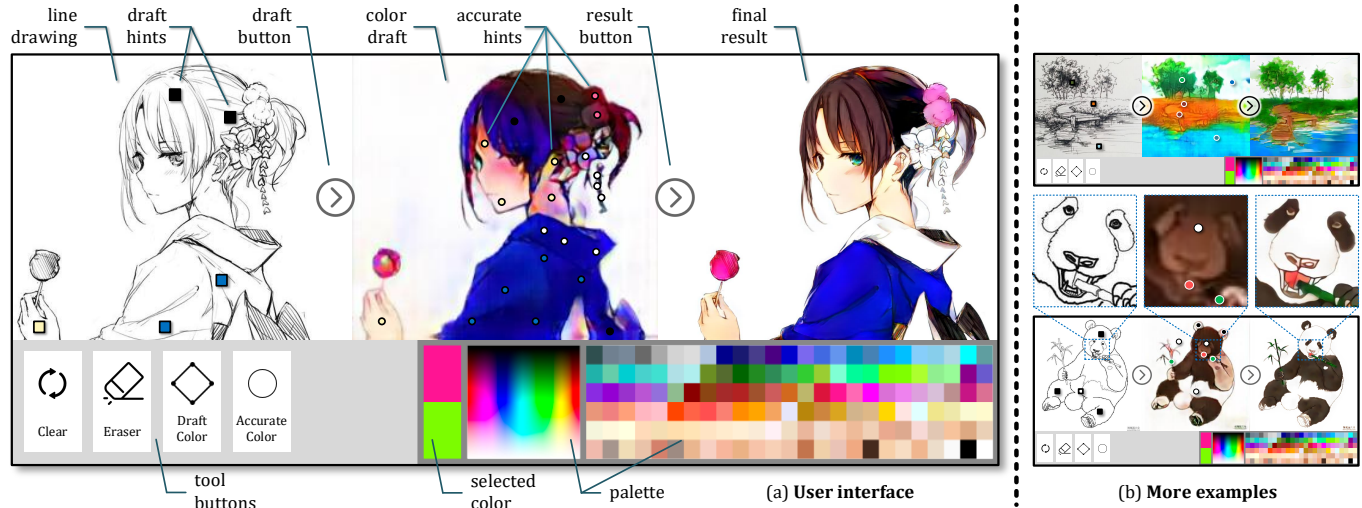 line
drawing
draft
hints
draft
button
color
draft
accurate
hints
result
button
final
result
Clear
Eraser
Draft
Color
Accurate
Color
tool
buttons
selected
color
palette
(a) User interface
(b) More examples